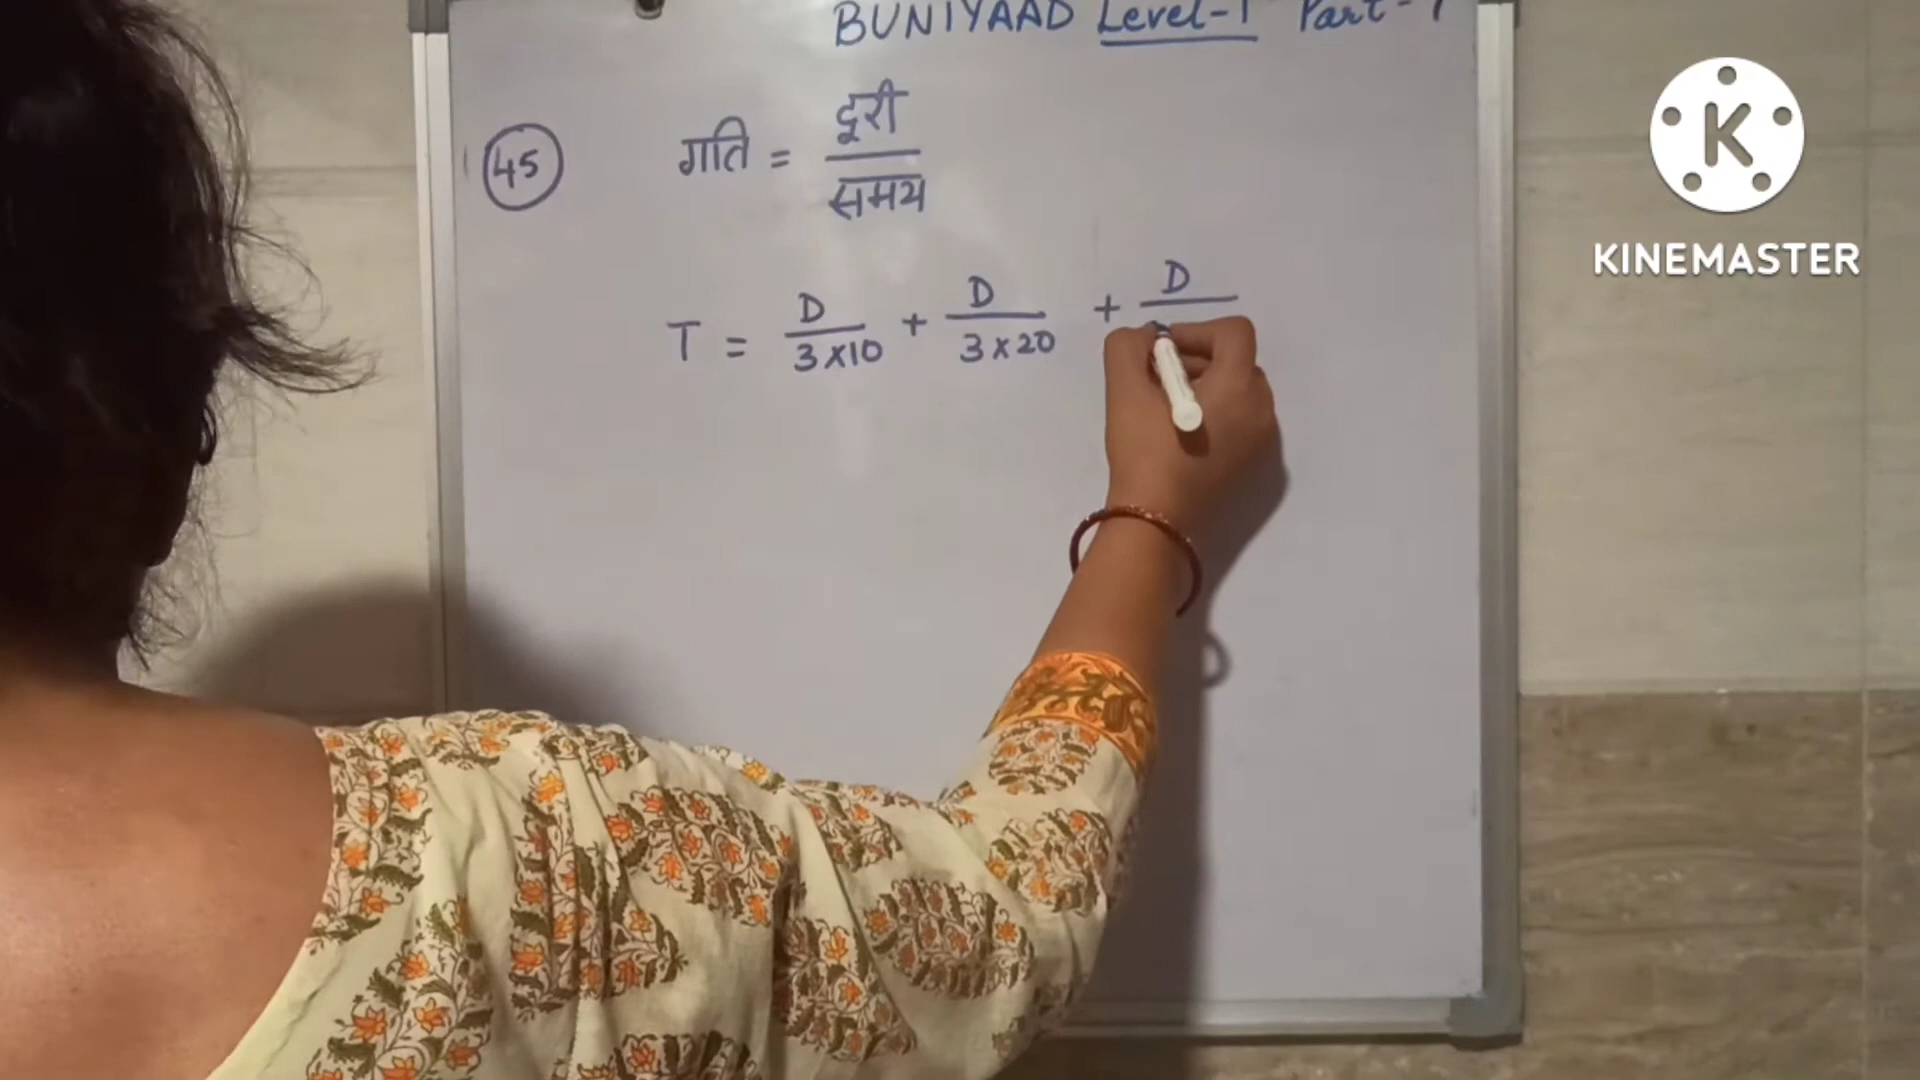 BUNIYAAD Level-1 Part-1
45 गति = दूरी / समय
T = D / 3×10 + D / 3×20 + D /
K
KINEMASTER